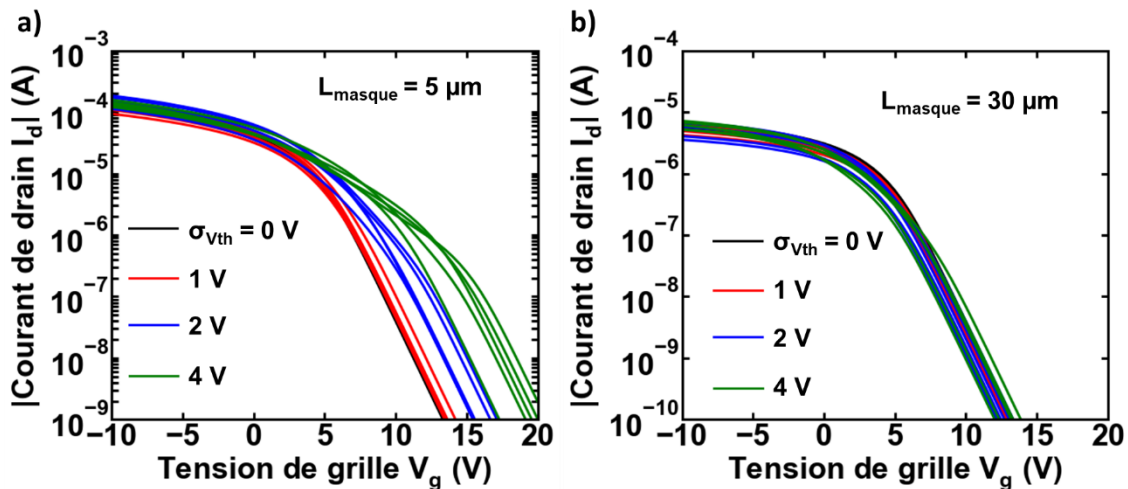 a)
|Courant de drain I_d| (A)
10⁻³
10⁻⁴
10⁻⁵
10⁻⁶
10⁻⁷
10⁻⁸
10⁻⁹
L_masque = 5 µm
σ_Vth = 0 V
1 V
2 V
4 V
−10 −5 0 5 10 15 20
Tension de grille V_g (V)
b)
|Courant de drain I_d| (A)
10⁻⁴
10⁻⁵
10⁻⁶
10⁻⁷
10⁻⁸
10⁻⁹
10⁻¹⁰
L_masque = 30 µm
σ_Vth = 0 V
1 V
2 V
4 V
−10 −5 0 5 10 15 20
Tension de grille V_g (V)